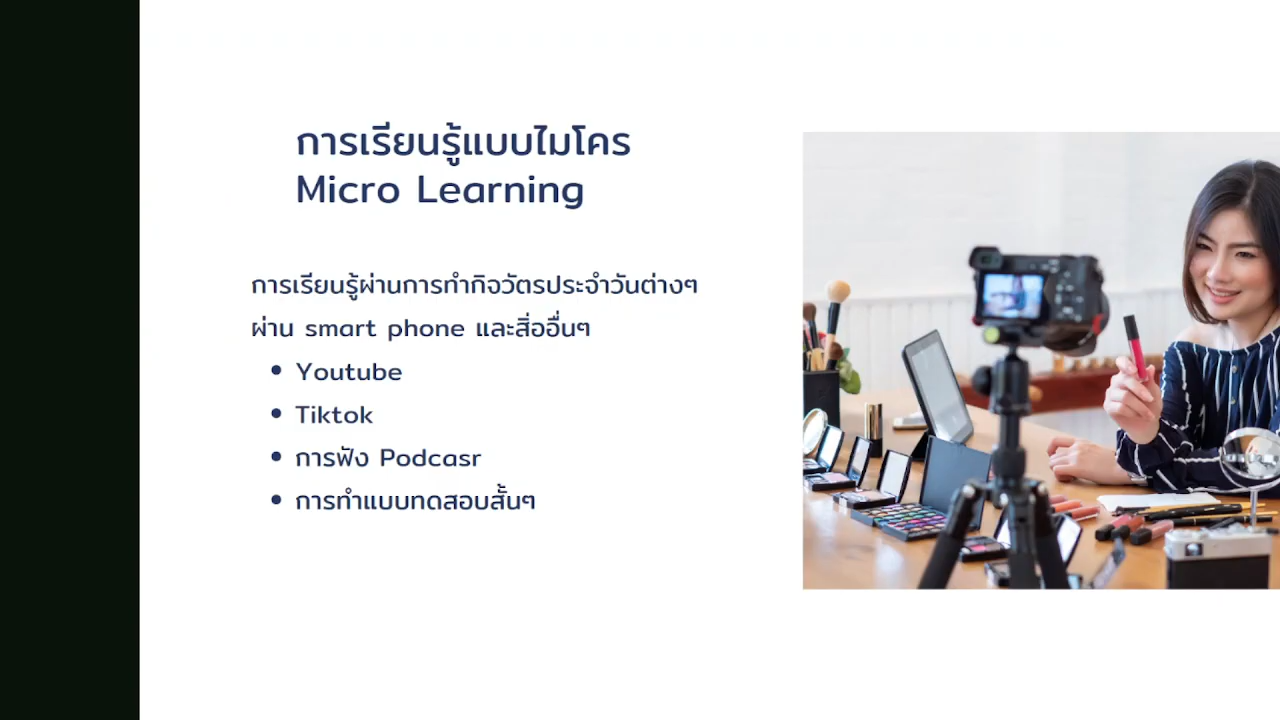 การเรียนรู้แบบไมโคร
Micro Learning
การเรียนรู้ผ่านการทำกิจวัตรประจำวันต่างๆ
ผ่าน smart phone และสื่ออื่นๆ
Youtube
Tiktok
การฟัง Podcasr
การทำแบบทดสอบสั้นๆ